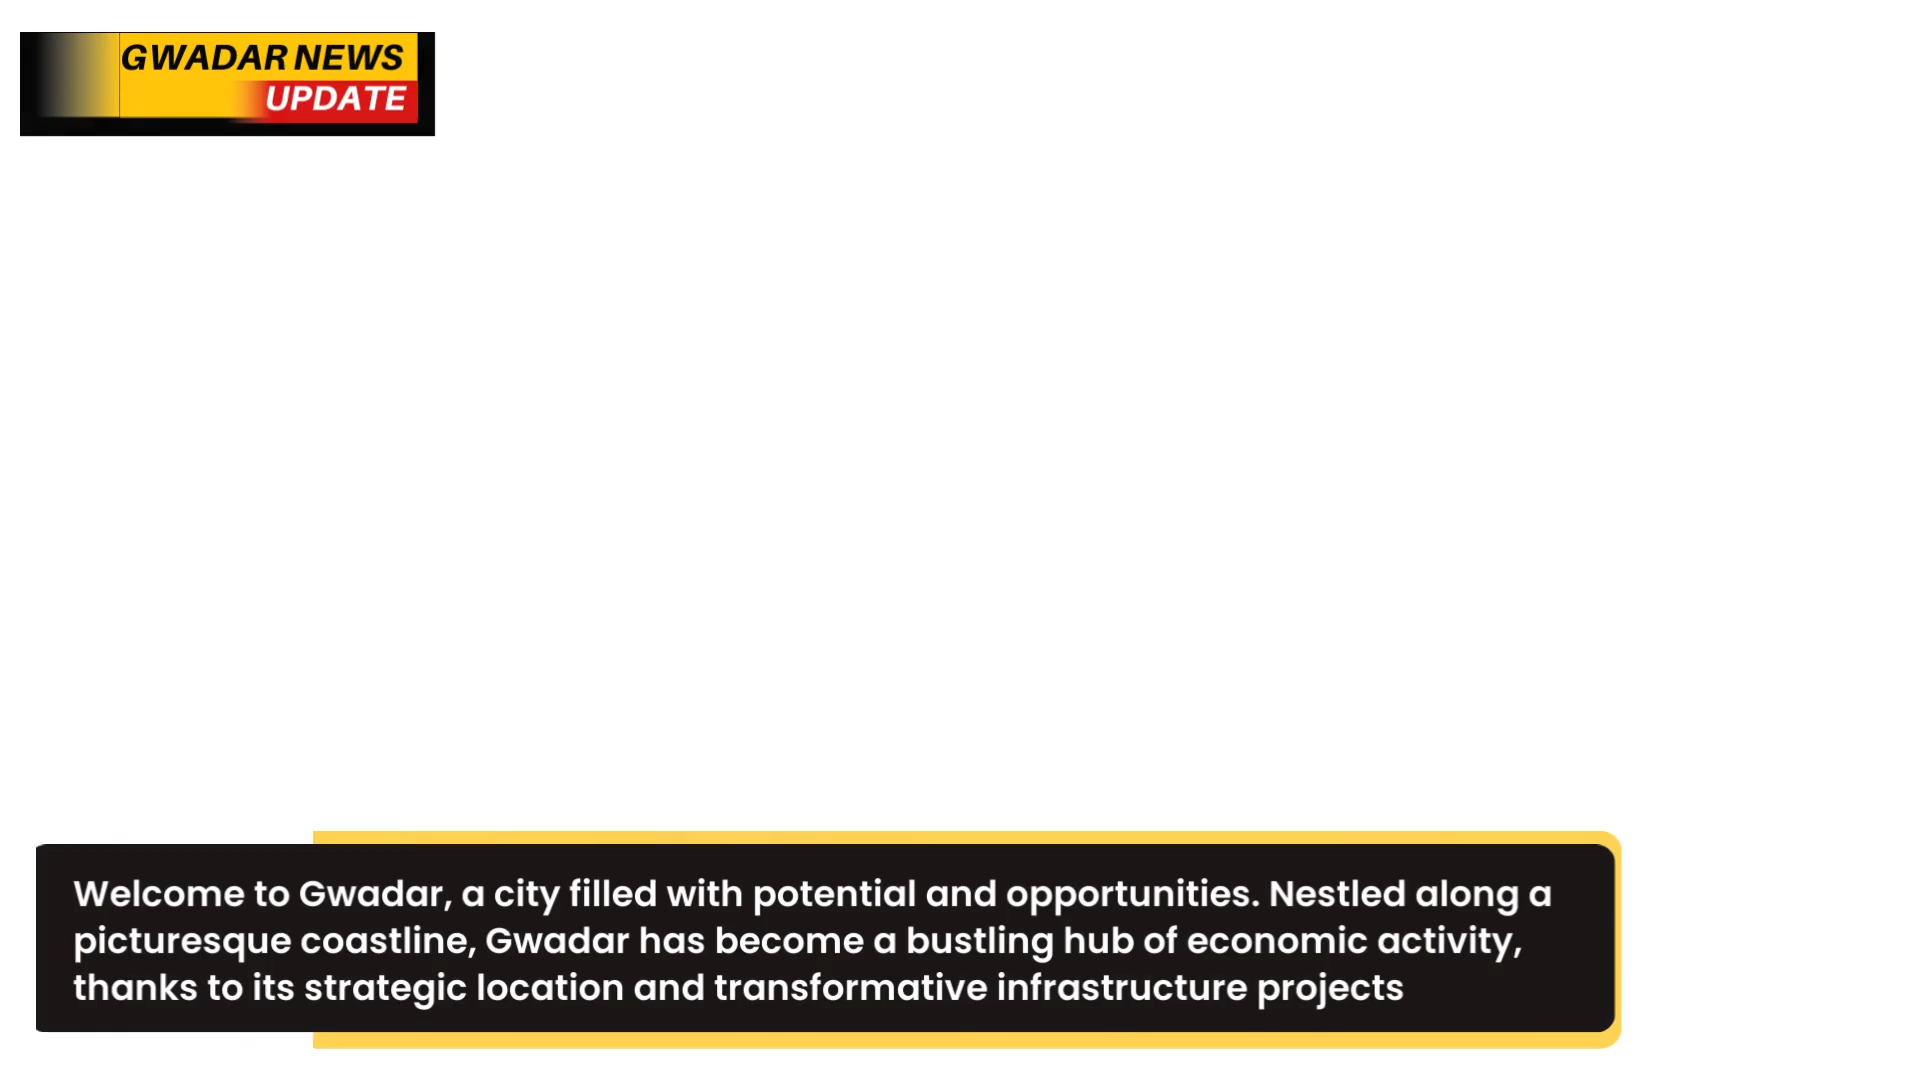 GWADAR NEWS
UPDATE
Welcome to Gwadar, a city filled with potential and opportunities. Nestled along a
picturesque coastline, Gwadar has become a bustling hub of economic activity,
thanks to its strategic location and transformative infrastructure projects